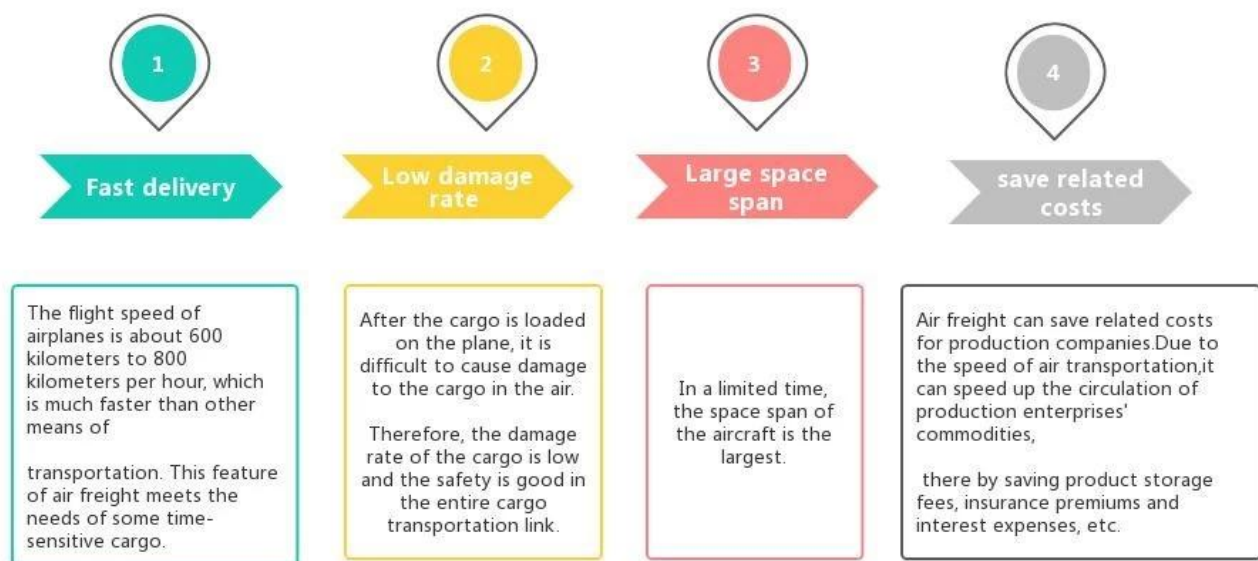 1
Fast delivery
The flight speed of
airplanes is about 600
kilometers to 800
kilometers per hour, which
is much faster than other
means of
transportation. This feature
of air freight meets the
needs of some time-
sensitive cargo.
2
Low damage
rate
After the cargo is loaded
on the plane, it is
difficult to cause damage
to the cargo in the air.
Therefore, the damage
rate of the cargo is low
and the safety is good in
the entire cargo
transportation link.
3
Large space
span
In a limited time,
the space span of
the aircraft is the
largest.
4
save related
costs
Air freight can save related costs
for production companies.Due to
the speed of air transportation,it
can speed up the circulation of
production enterprises'
commodities,
there by saving product storage
fees, insurance premiums and
interest expenses, etc.